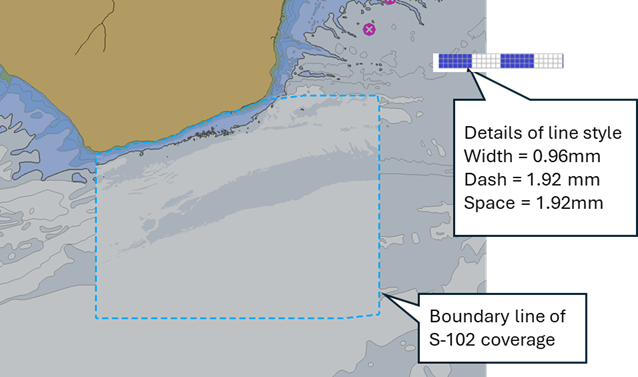 Details of line style
Width = 0.96mm
Dash = 1.92 mm
Space = 1.92mm
Boundary line of
S-102 coverage